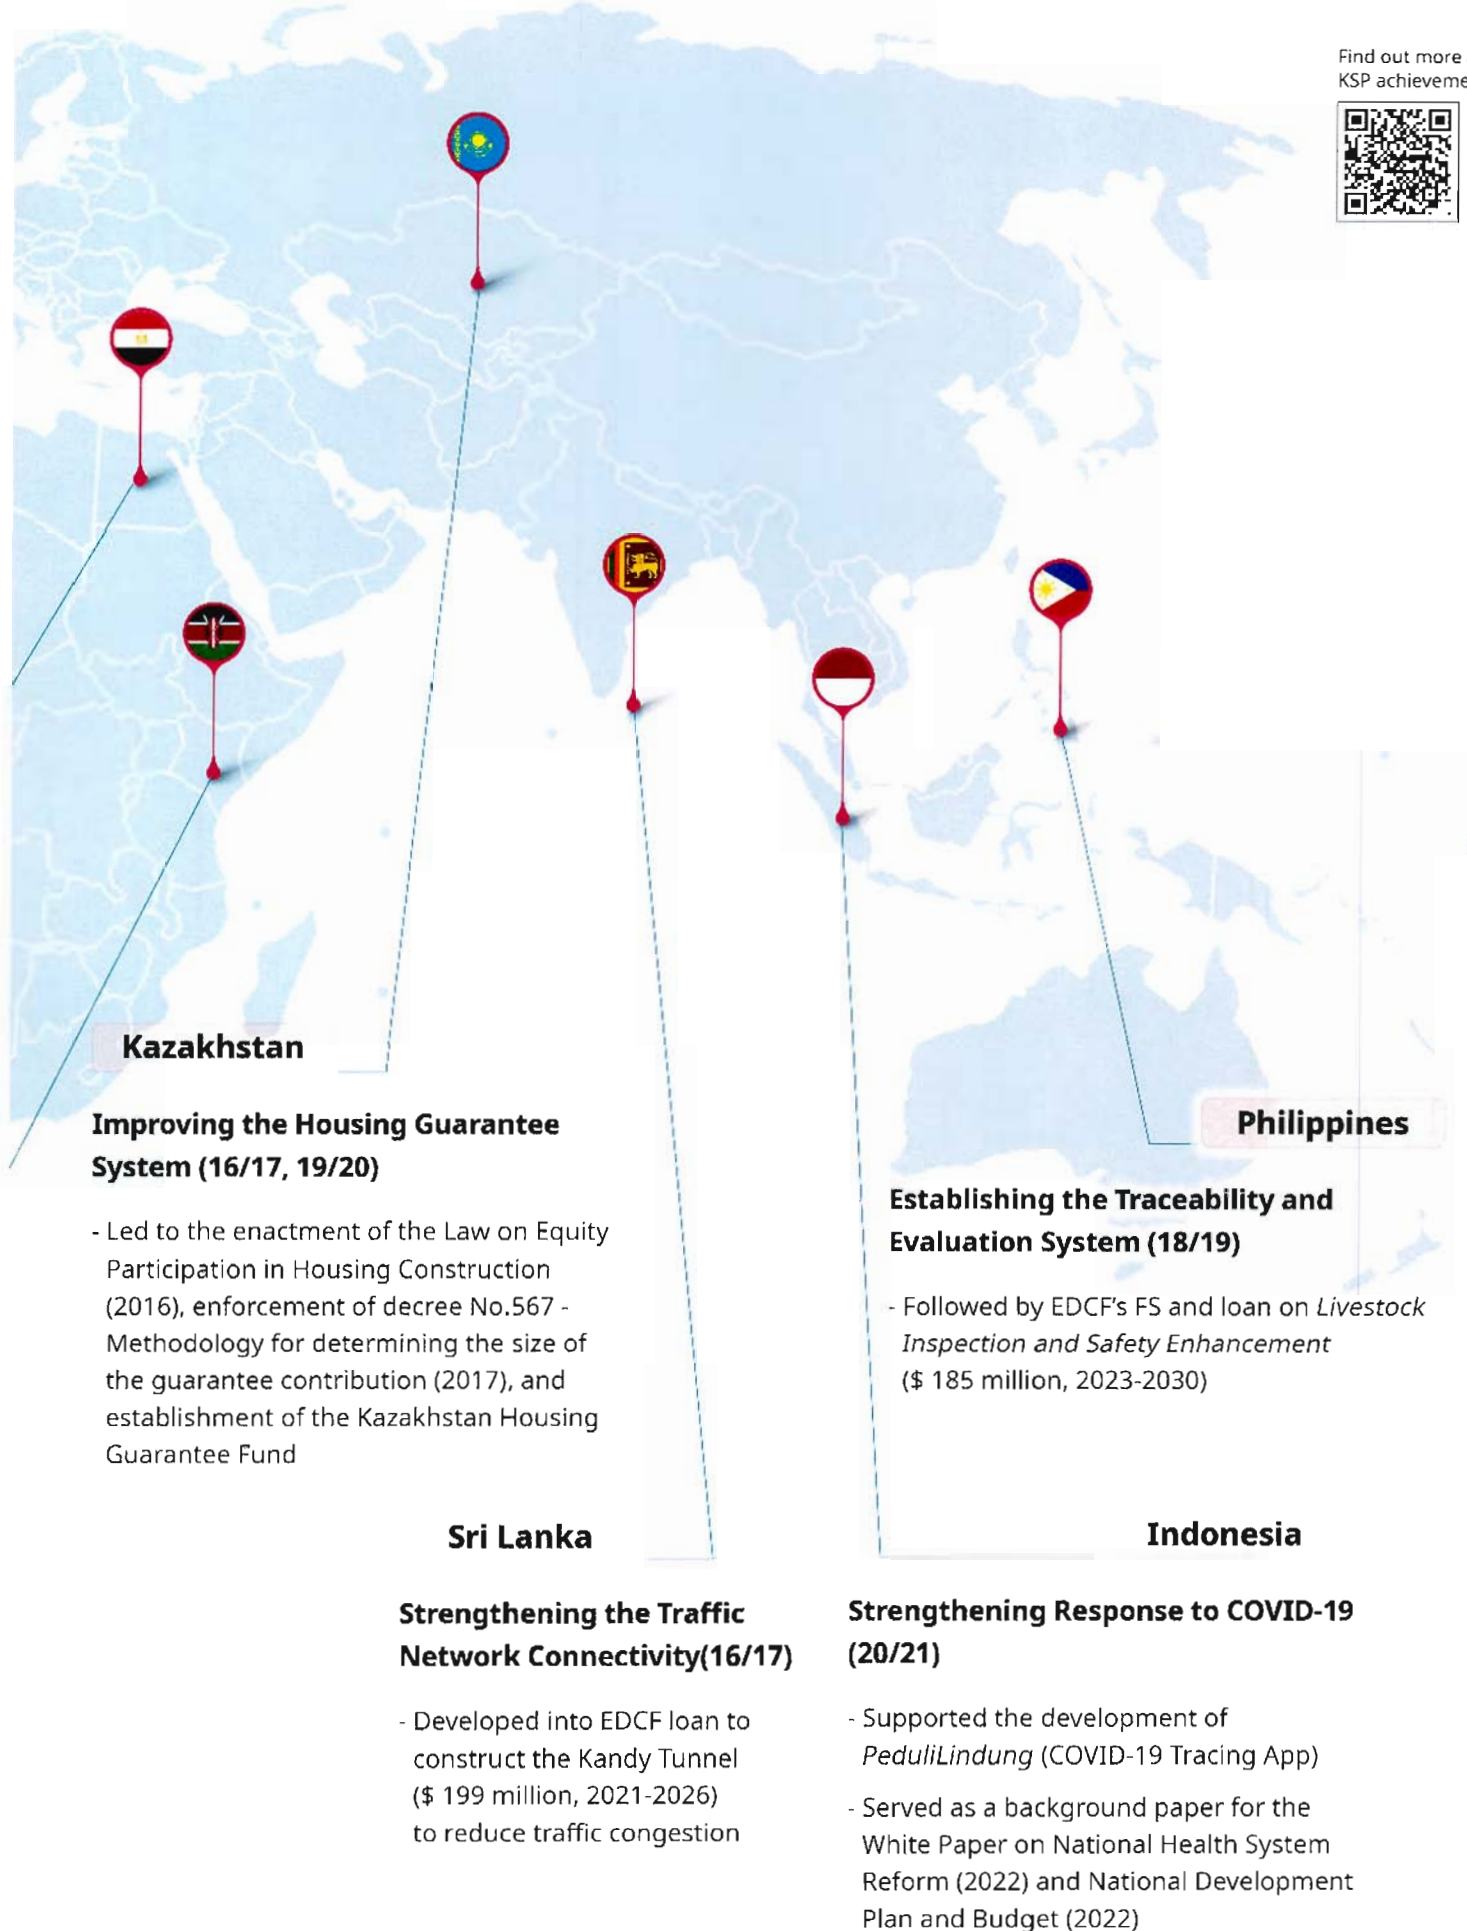 Find out more
KSP achieveme
Kazakhstan
Improving the Housing Guarantee
System (16/17, 19/20)
- Led to the enactment of the Law on Equity
Participation in Housing Construction
(2016), enforcement of decree No.567 -
Methodology for determining the size of
the guarantee contribution (2017), and
establishment of the Kazakhstan Housing
Guarantee Fund
Philippines
Establishing the Traceability and
Evaluation System (18/19)
- Followed by EDCF's FS and loan on Livestock
Inspection and Safety Enhancement
($ 185 million, 2023-2030)
Sri Lanka
Strengthening the Traffic
Network Connectivity(16/17)
- Developed into EDCF loan to
construct the Kandy Tunnel
($ 199 million, 2021-2026)
to reduce traffic congestion
Indonesia
Strengthening Response to COVID-19
(20/21)
- Supported the development of
PeduliLindung (COVID-19 Tracing App)
- Served as a background paper for the
White Paper on National Health System
Reform (2022) and National Development
Plan and Budget (2022)